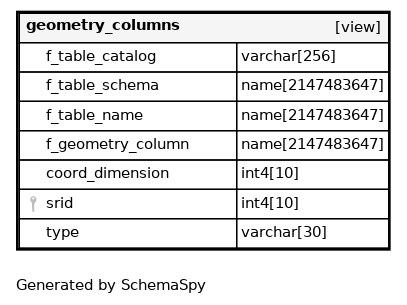 geometry_columns [view]
f_table_catalog varchar[256]
f_table_schema name[2147483647]
f_table_name name[2147483647]
f_geometry_column name[2147483647]
coord_dimension int4[10]
srid int4[10]
type varchar[30]
Generated by SchemaSpy